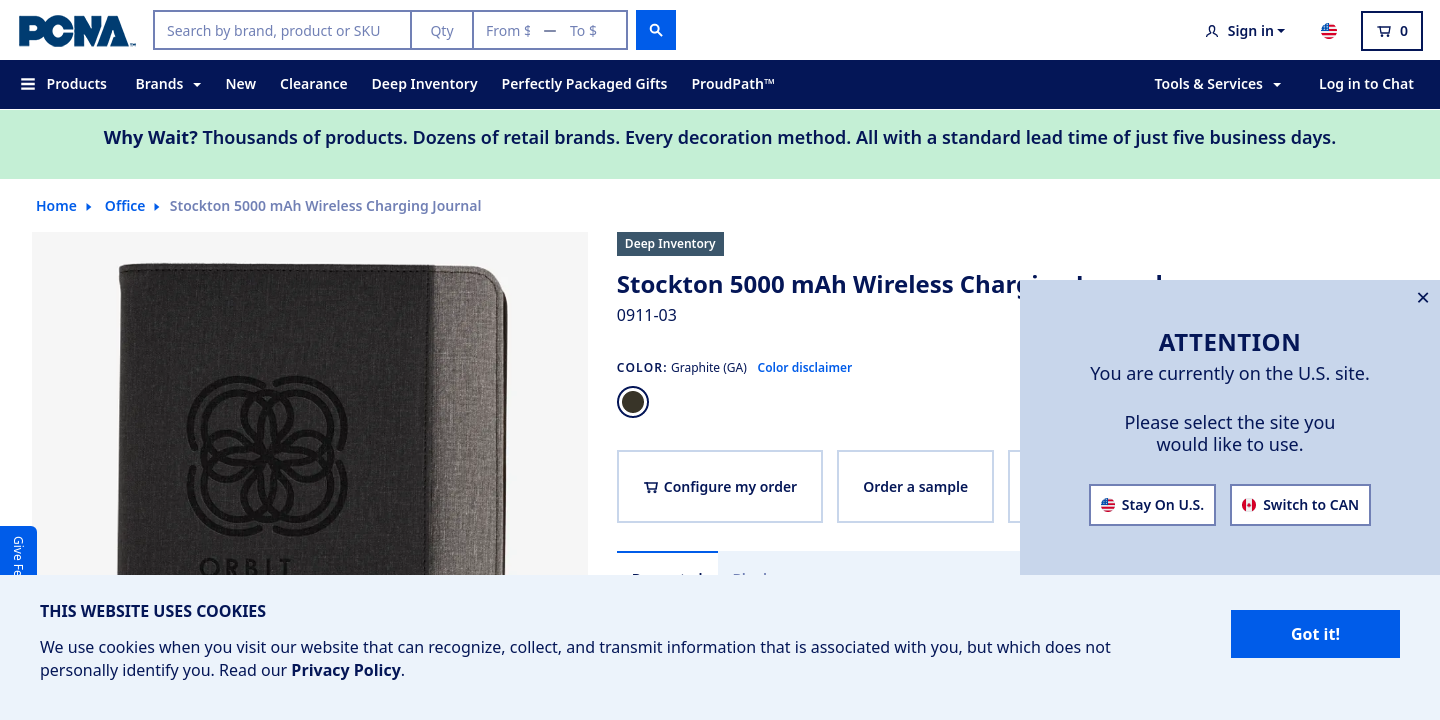 PCNA™
Search by brand, product or SKU
Qty
From $
To $
Sign in
0
Products
Brands
New
Clearance
Deep Inventory
Perfectly Packaged Gifts
ProudPath™
Tools & Services
Log in to Chat
Why Wait? Thousands of products. Dozens of retail brands. Every decoration method. All with a standard lead time of just five business days.
Home
Office
Stockton 5000 mAh Wireless Charging Journal
Deep Inventory
Stockton 5000 mAh Wireless Charging Journal
0911-03
COLOR: Graphite (GA)
Color disclaimer
Configure my order
Order a sample
ORBIT
Give Fe
×
ATTENTION
You are currently on the U.S. site.
Please select the site you
would like to use.
Stay On U.S.
Switch to CAN
THIS WEBSITE USES COOKIES
We use cookies when you visit our website that can recognize, collect, and transmit information that is associated with you, but which does not
personally identify you. Read our Privacy Policy.
Got it!